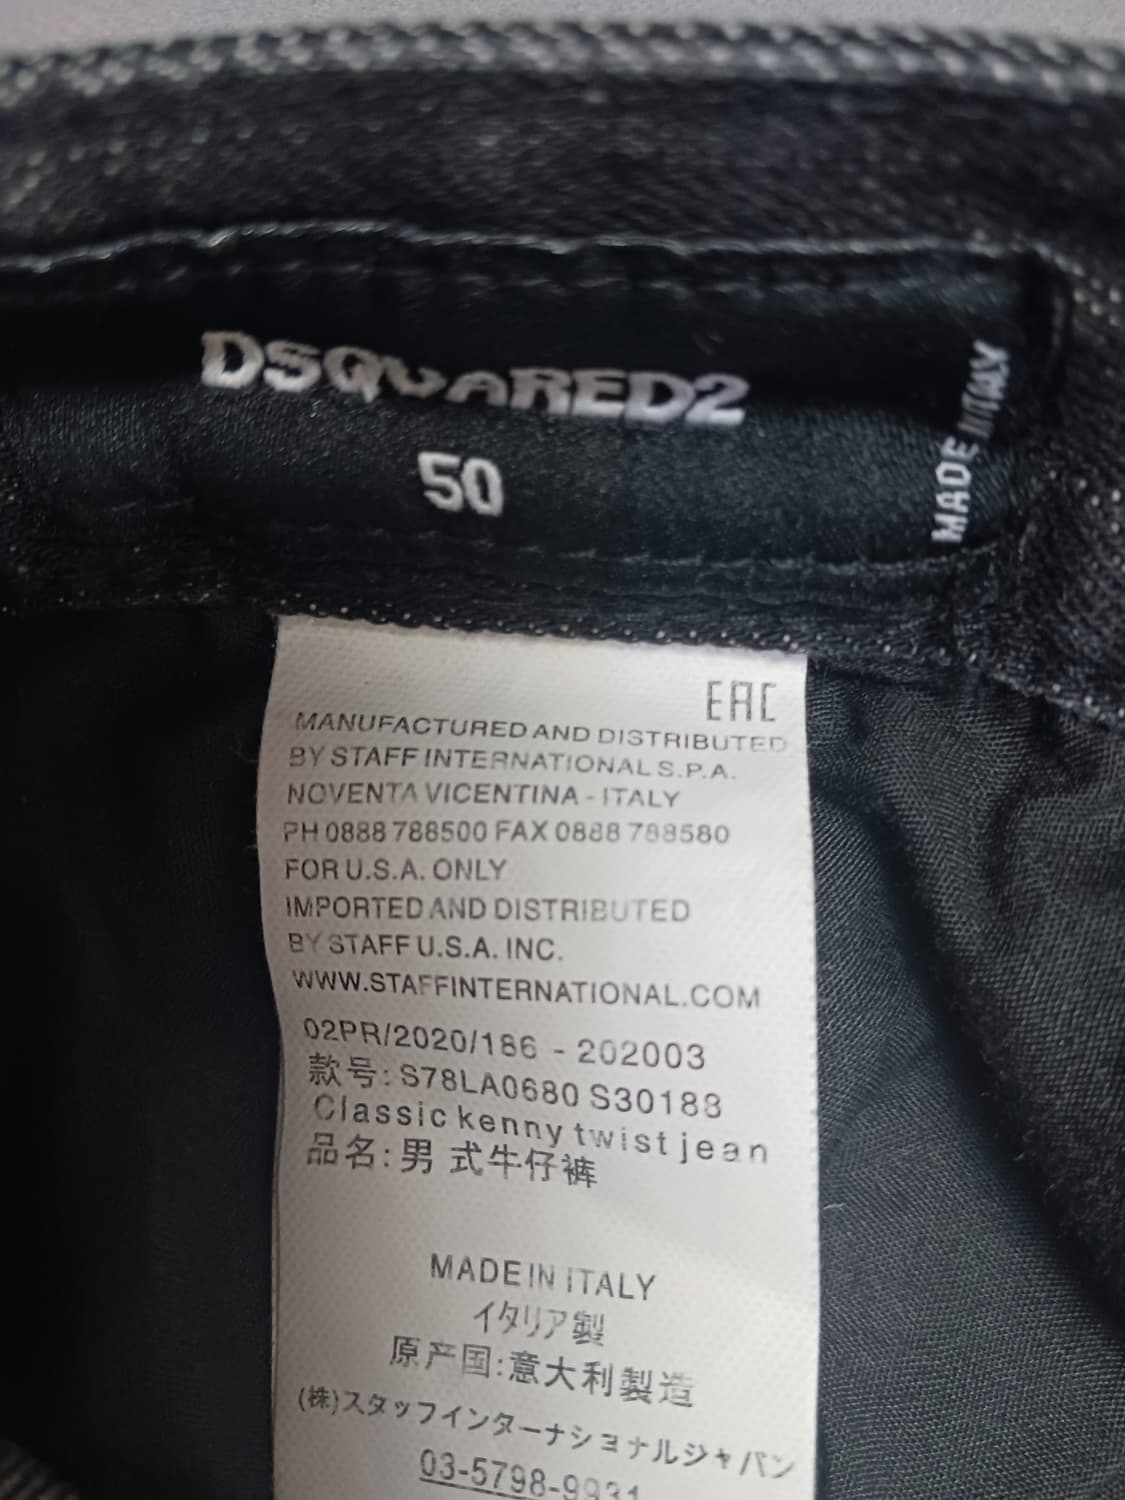 DSQUARED2
50
MADE IN ITALY
EAC
MANUFACTURED AND DISTRIBUTED
BY STAFF INTERNATIONAL S.P.A.
NOVENTA VICENTINA - ITALY
PH 0888 788500 FAX 0888 788580
FOR U.S.A. ONLY
IMPORTED AND DISTRIBUTED
BY STAFF U.S.A. INC.
WWW.STAFFINTERNATIONAL.COM
02PR/2020/186 - 202003
款号: S78LA0680 S30188
Classic kenny twist jean
品名: 男 式牛仔裤
MADE IN ITALY
イタリア製
原产国:意大利製造
(株)スタッフインターナショナルジャパン
03-5798-9931